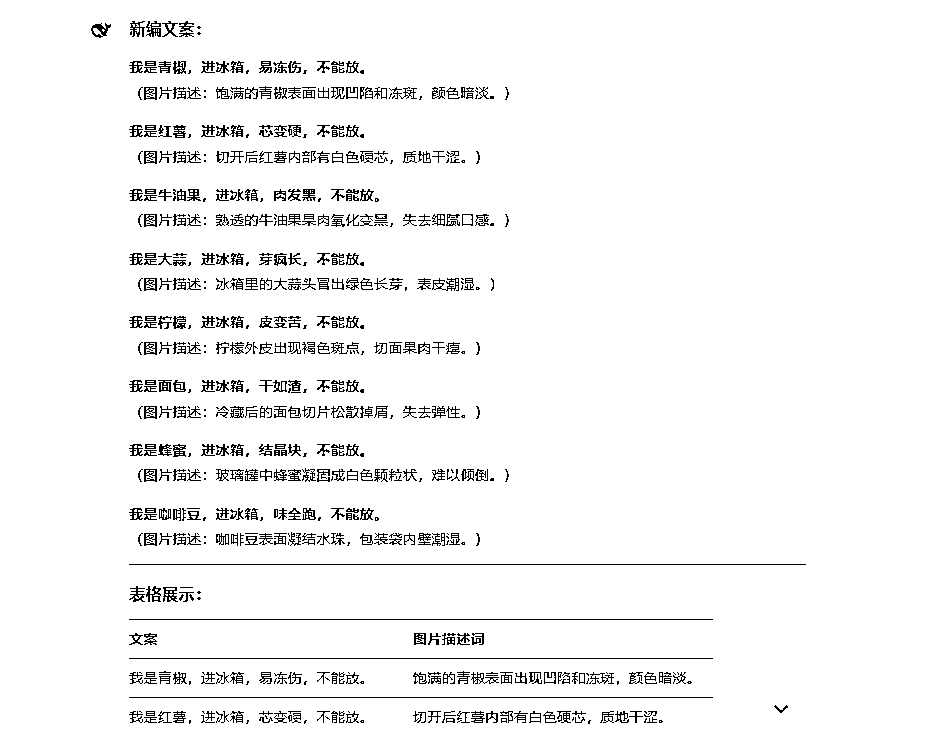 新编文案：
我是青椒，进冰箱，易冻伤，不能放。
（图片描述：饱满的青椒表面出现凹陷和冻斑，颜色暗淡。）
我是红薯，进冰箱，芯变硬，不能放。
（图片描述：切开后红薯内部有白色硬芯，质地干涩。）
我是牛油果，进冰箱，肉发黑，不能放。
（图片描述：熟透的牛油果果肉氧化变黑，失去细腻口感。）
我是大蒜，进冰箱，芽疯长，不能放。
（图片描述：冰箱里的大蒜头冒出绿色长芽，表皮潮湿。）
我是柠檬，进冰箱，皮变苦，不能放。
（图片描述：柠檬外皮出现褐色斑点，切面果肉干瘪。）
我是面包，进冰箱，干如渣，不能放。
（图片描述：冷藏后的面包切片松散掉屑，失去弹性。）
我是蜂蜜，进冰箱，结晶块，不能放。
（图片描述：玻璃罐中蜂蜜凝固成白色颗粒状，难以倾倒。）
我是咖啡豆，进冰箱，味全跑，不能放。
（图片描述：咖啡豆表面凝结水珠，包装袋内壁潮湿。）
表格展示：
文案 图片描述词
我是青椒，进冰箱，易冻伤，不能放。 饱满的青椒表面出现凹陷和冻斑，颜色暗淡。
我是红薯，进冰箱，芯变硬，不能放。 切开后红薯内部有白色硬芯，质地干涩。